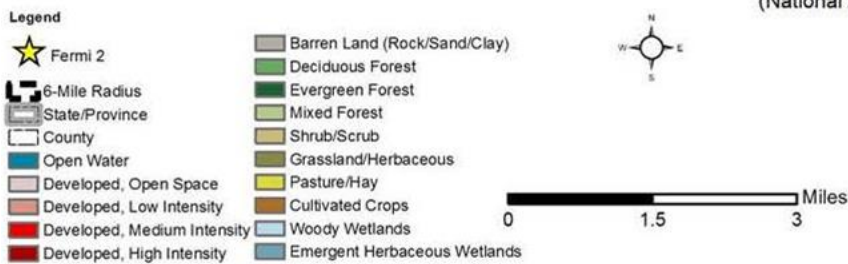 (National
Legend
Fermi 2
6-Mile Radius
State/Province
County
Open Water
Developed, Open Space
Developed, Low Intensity
Developed, Medium Intensity
Developed, High Intensity
Barren Land (Rock/Sand/Clay)
Deciduous Forest
Evergreen Forest
Mixed Forest
Shrub/Scrub
Grassland/Herbaceous
Pasture/Hay
Cultivated Crops
Woody Wetlands
Emergent Herbaceous Wetlands
N
W E
S
Miles
0 1.5 3